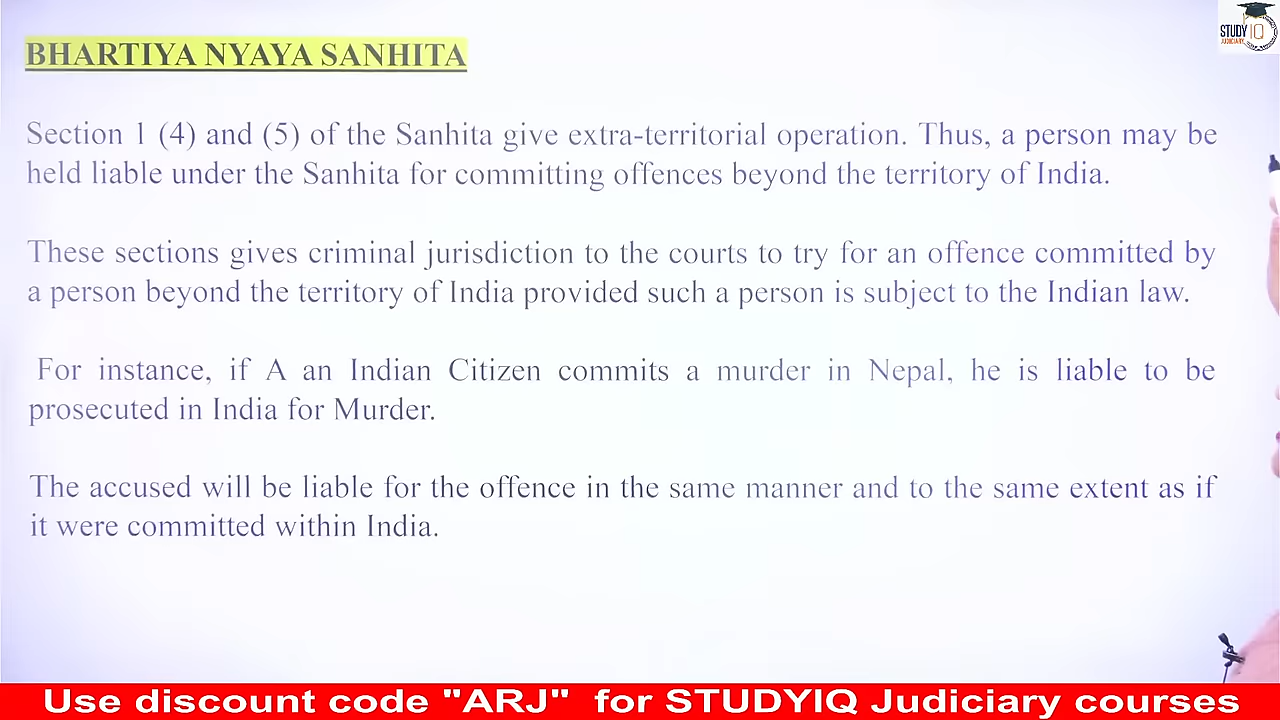 STUDY IQ
JUDICIARY
BHARTIYA NYAYA SANHITA
Section 1 (4) and (5) of the Sanhita give extra-territorial operation. Thus, a person may be
held liable under the Sanhita for committing offences beyond the territory of India.
These sections gives criminal jurisdiction to the courts to try for an offence committed by
a person beyond the territory of India provided such a person is subject to the Indian law.
For instance, if A an Indian Citizen commits a murder in Nepal, he is liable to be
prosecuted in India for Murder.
The accused will be liable for the offence in the same manner and to the same extent as if
it were committed within India.
Use discount code "ARJ" for STUDYIQ Judiciary courses